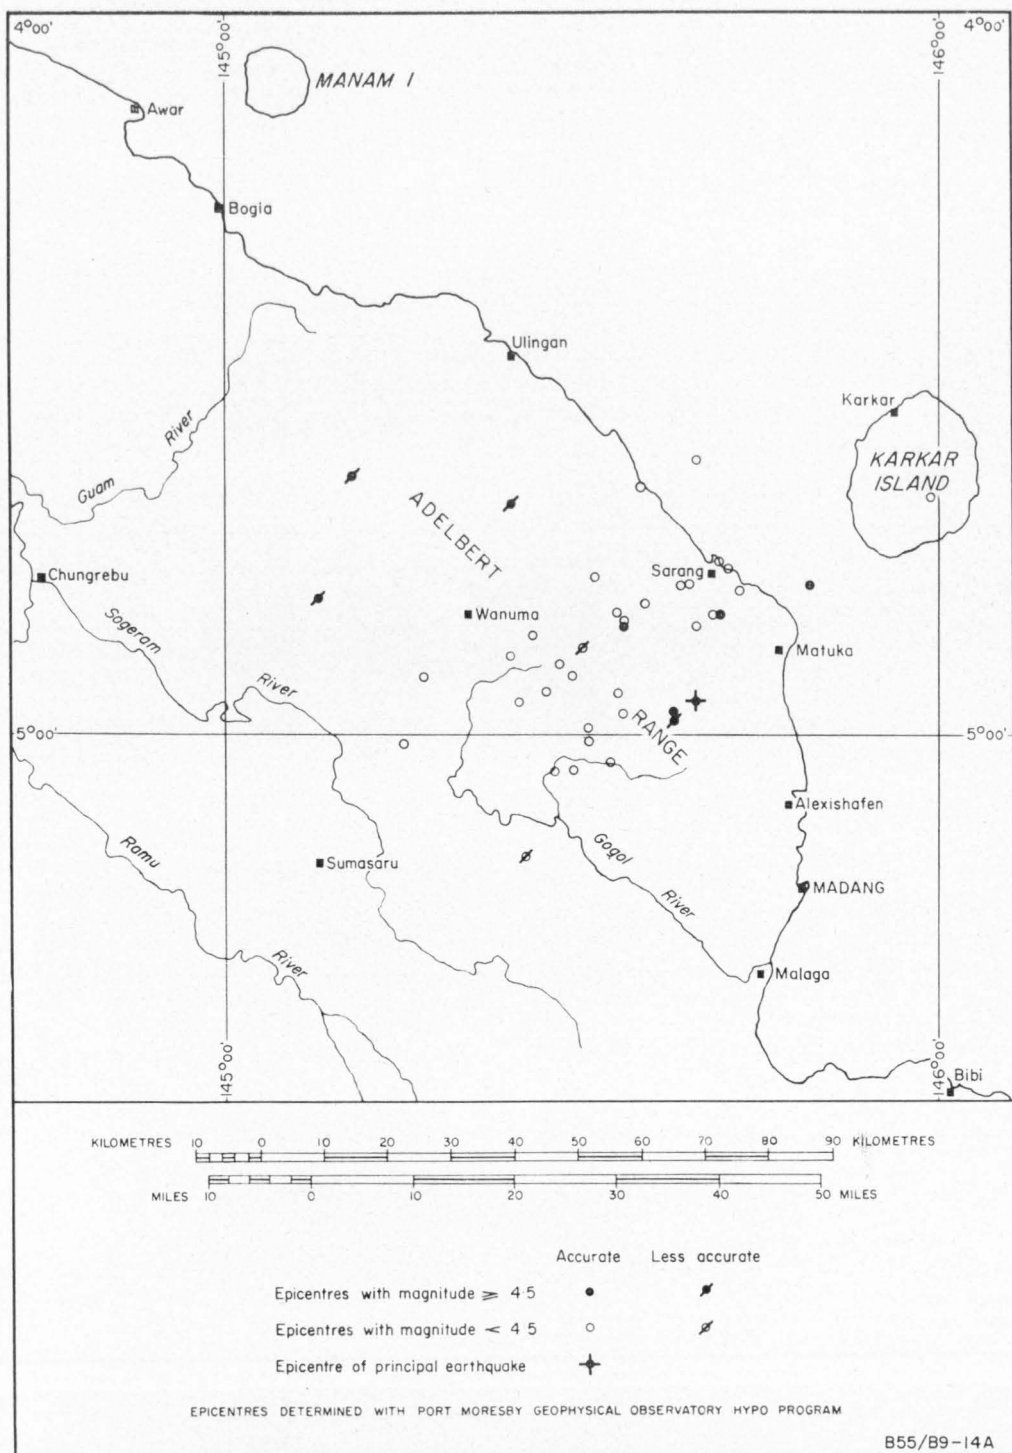 4°00'
145°00'
146°00'
4°00'
MANAM I
Awar
Bogia
Ulingan
Karkar
River
KARKAR
ISLAND
Guam
ADELBERT
Chungrebu
Sarang
Sogeram
Wanuma
Matuka
River
RANGE
5°00'
5°00'
Alexishafen
Ramu
Sumasaru
Gogol
River
MADANG
River
Malaga
145°00'
146°00'
Bibi
KILOMETRES 10 0 10 20 30 40 50 60 70 80 90 KILOMETRES
MILES 10 0 10 20 30 40 50 MILES
Accurate Less accurate
Epicentres with magnitude ⩾ 4·5
Epicentres with magnitude < 4·5
Epicentre of principal earthquake
EPICENTRES DETERMINED WITH PORT MORESBY GEOPHYSICAL OBSERVATORY HYPO PROGRAM
B55/B9-14A